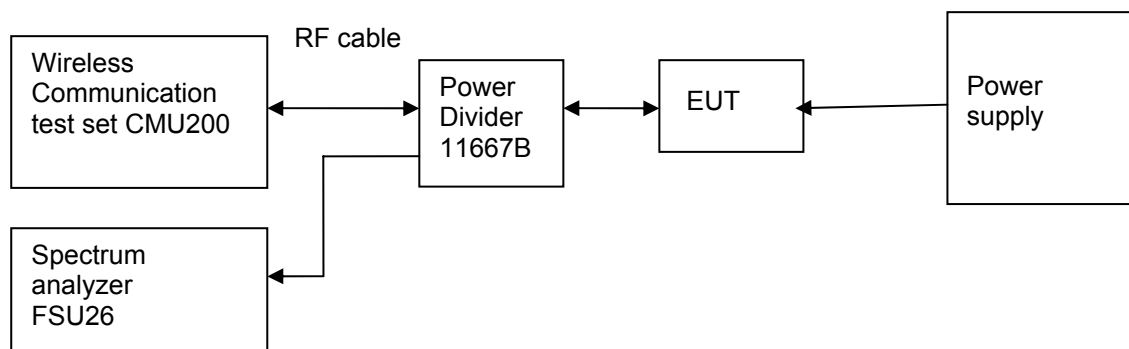 RF cable
Wireless
Communication
test set CMU200
Power
Divider
11667B
EUT
Power
supply
Spectrum
analyzer
FSU26